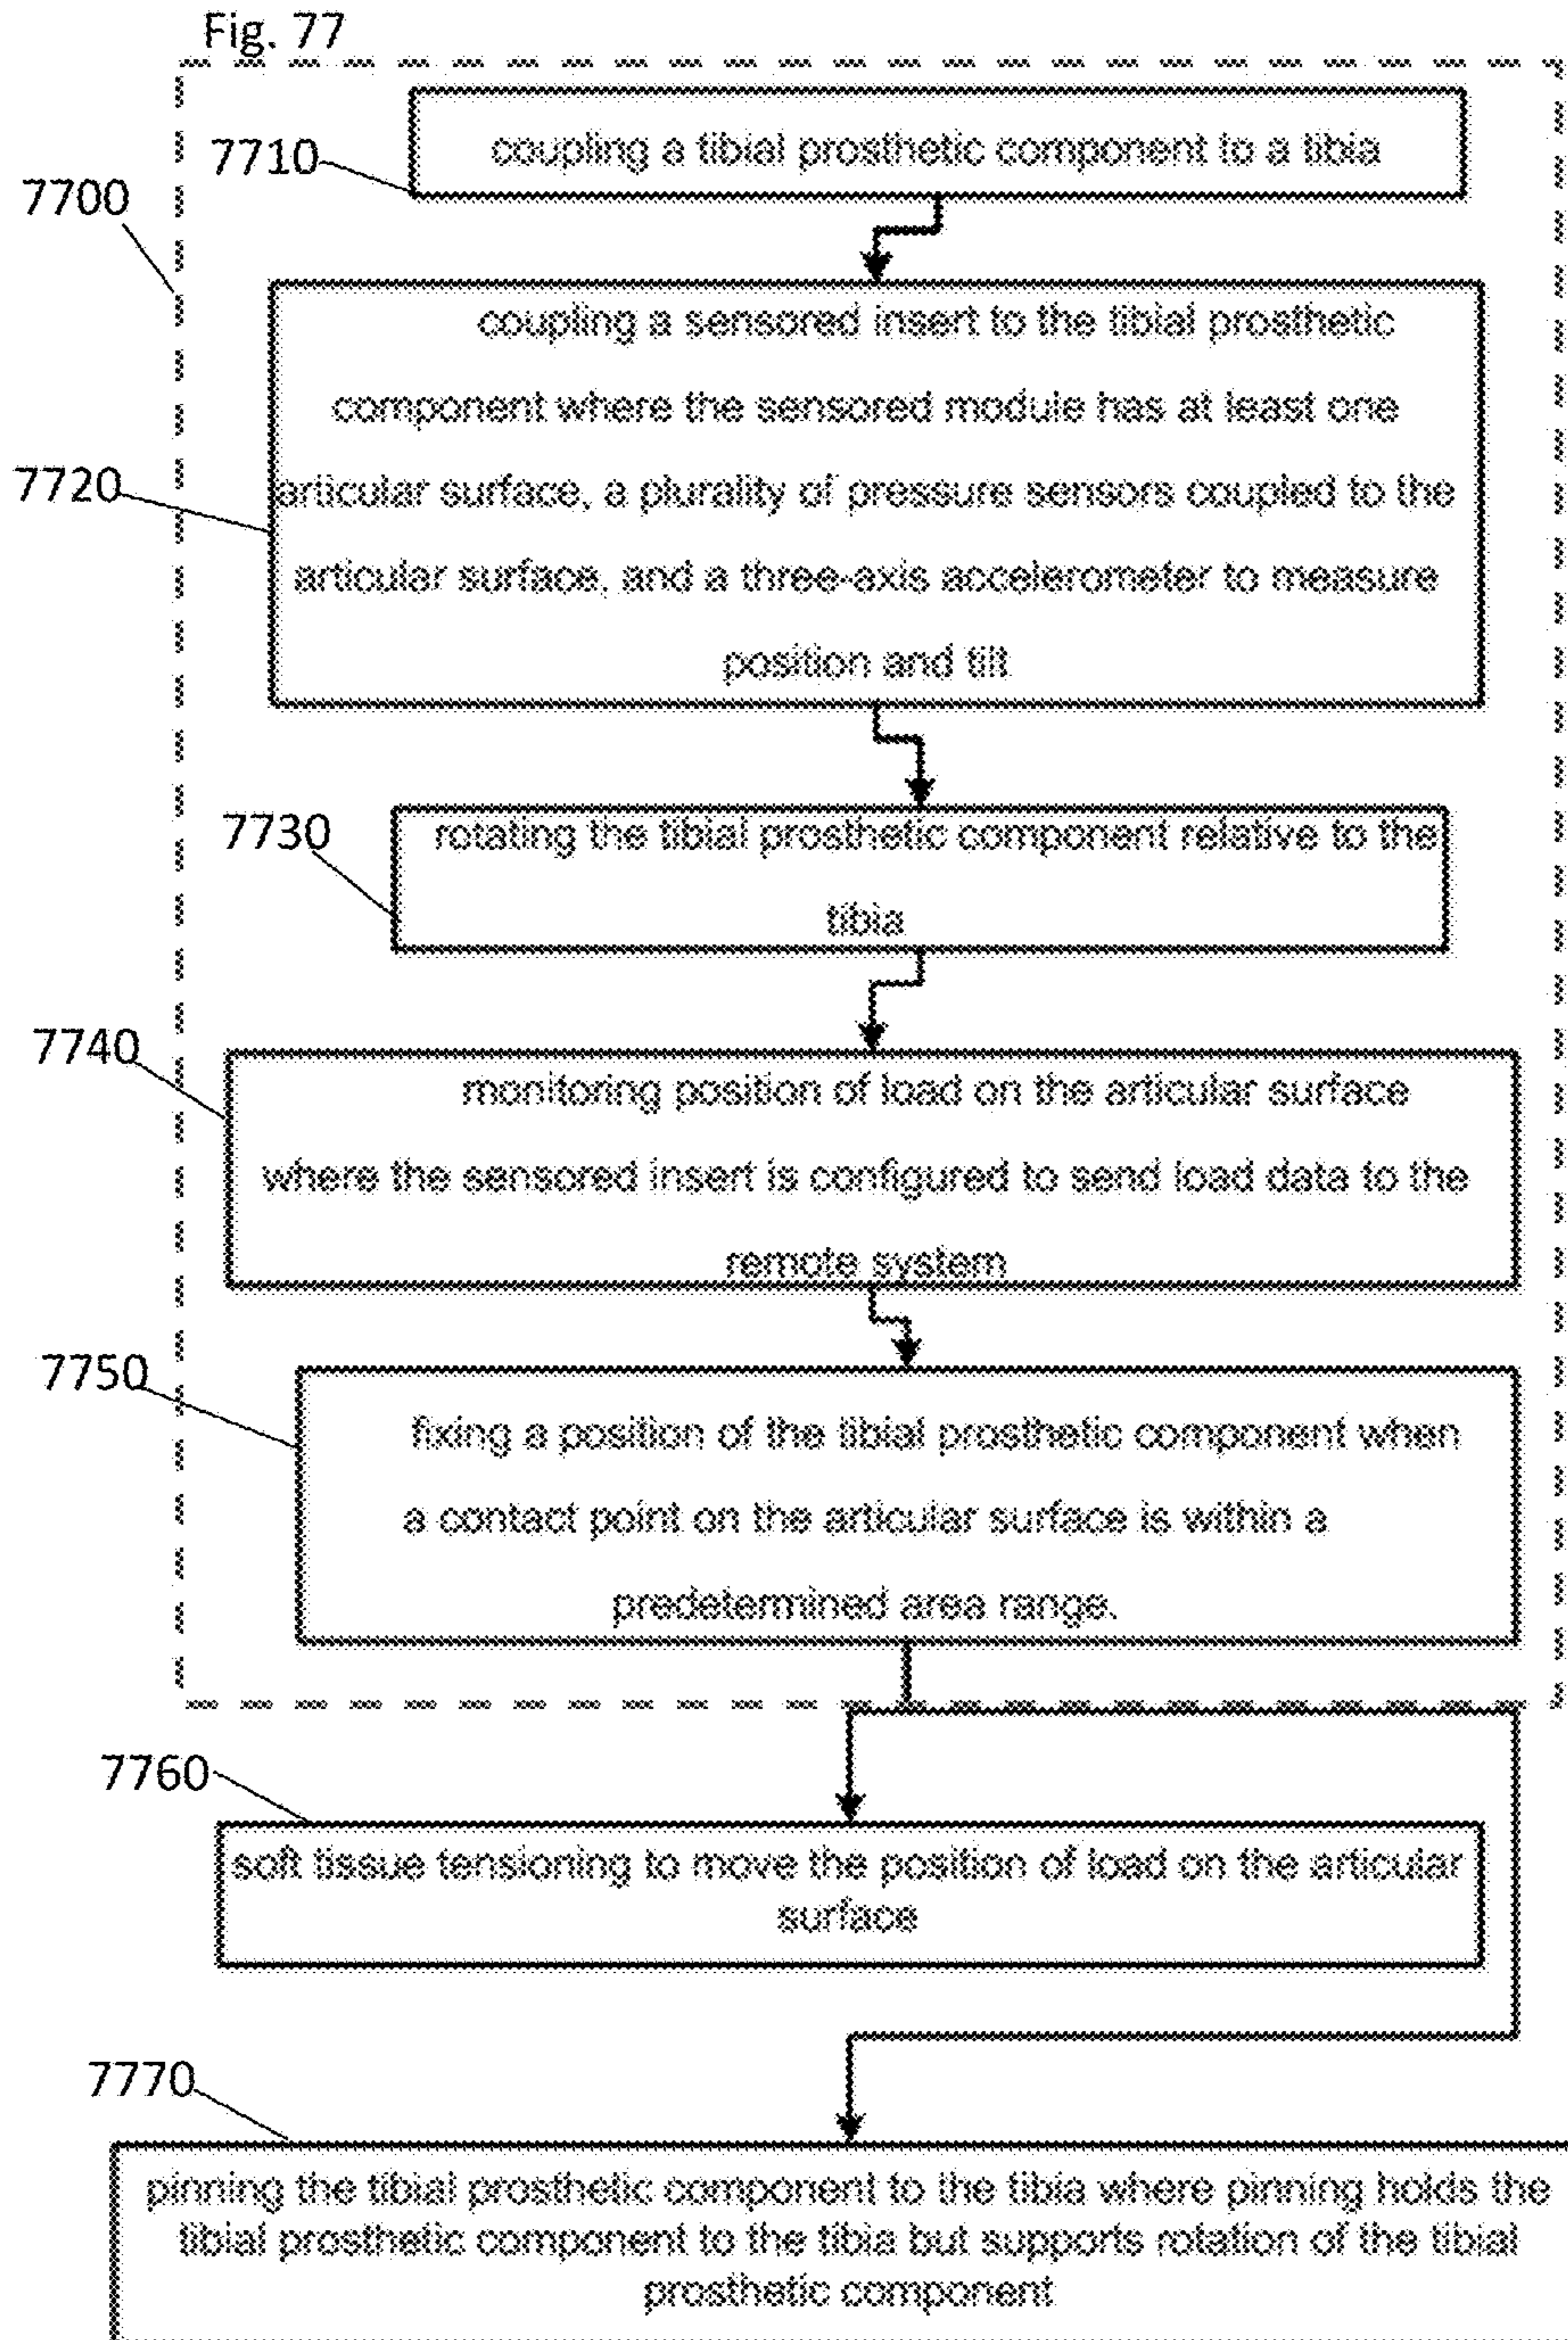 Fig. 77
7710
coupling a tibial prosthetic component to a tibia
7700
coupling a sensored insert to the tibial prosthetic
component where the sensored module has at least one
7720
articular surface, a plurality of pressure sensors coupled to the
articular surface, and a three-axis accelerometer to measure
position and tilt
7730
rotating the tibial prosthetic component relative to the
tibia
7740
monitoring position of load on the articular surface
where the sensored insert is configured to send load data to the
remote system
7750
fixing a position of the tibial prosthetic component when
a contact point on the articular surface is within a
predetermined area range.
7760
soft tissue tensioning to move the position of load on the articular
surface
7770
pinning the tibial prosthetic component to the tibia where pinning holds the
tibial prosthetic component to the tibia but supports rotation of the tibial
prosthetic component